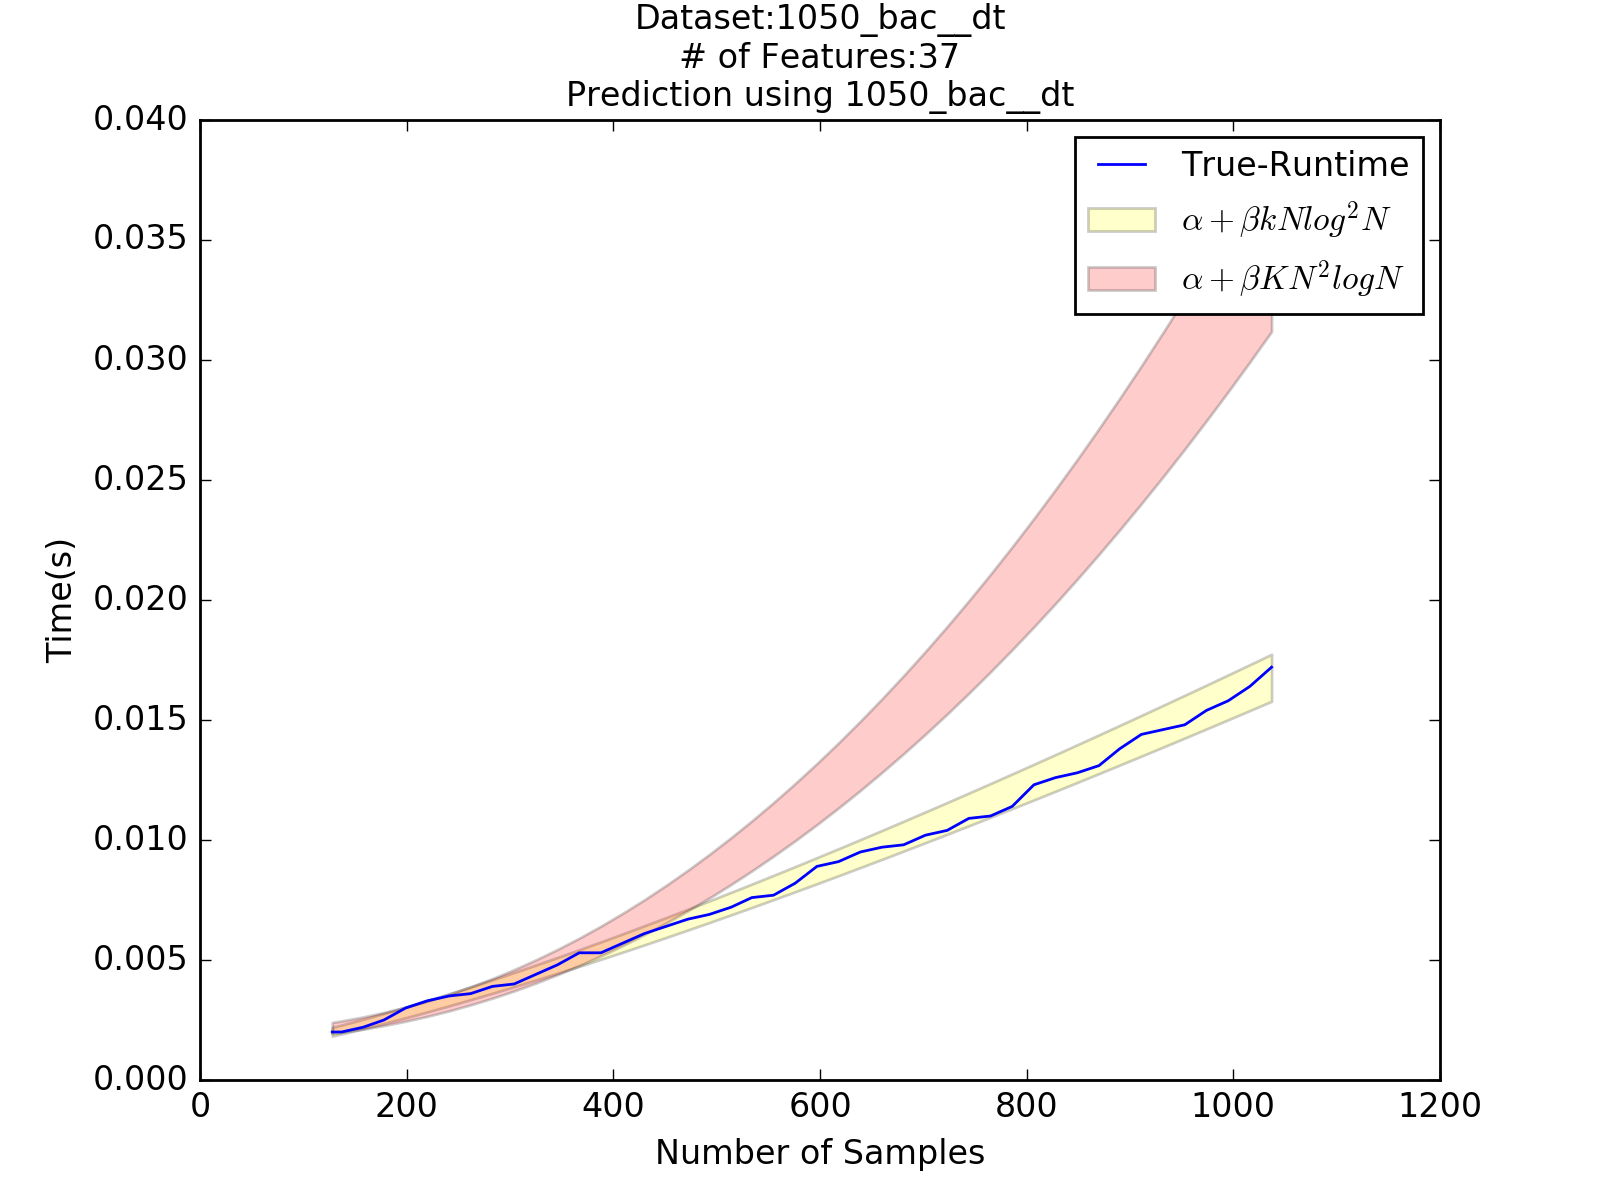 Dataset:1050_bac__dt
# of Features:37
Prediction using 1050_bac__dt
0.040
0.035
0.030
0.025
0.020
0.015
0.010
0.005
0.000
Time(s)
True-Runtime
α + βkNlog²N
α + βKN²logN
0 200 400 600 800 1000 1200
Number of Samples